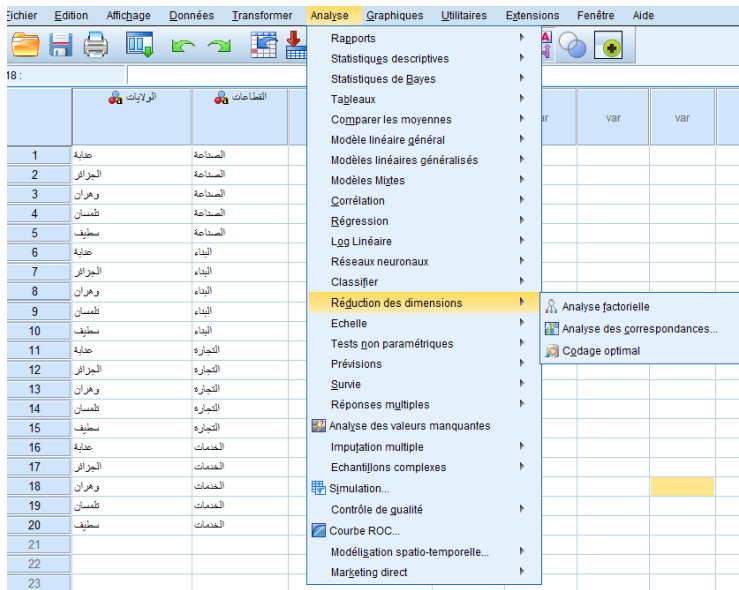 Fichier Edition Affichage Données Transformer Analyse Graphiques Utilitaires Extensions Fenêtre Aide
18 :
الولايات القطاعات var var var
1 عنابة الصناعة
2 الجزائر الصناعة
3 وهران الصناعة
4 تلمسان الصناعة
5 سطيف الصناعة
6 عنابة البناء
7 الجزائر البناء
8 وهران البناء
9 تلمسان البناء
10 سطيف البناء
11 عنابة التجارة
12 الجزائر التجارة
13 وهران التجارة
14 تلمسان التجارة
15 سطيف التجارة
16 عنابة الخدمات
17 الجزائر الخدمات
18 وهران الخدمات
19 تلمسان الخدمات
20 سطيف الخدمات
21
22
23
Rapports
Statistiques descriptives
Statistiques de Bayes
Tableaux
Comparer les moyennes
Modèle linéaire général
Modèles linéaires généralisés
Modèles Mixtes
Corrélation
Régression
Log Linéaire
Réseaux neuronaux
Classifier
Réduction des dimensions
Echelle
Tests non paramétriques
Prévisions
Survie
Réponses multiples
Analyse des valeurs manquantes
Imputation multiple
Echantillons complexes
Simulation...
Contrôle de qualité
Courbe ROC...
Modélisation spatio-temporelle...
Marketing direct
Analyse factorielle
Analyse des correspondances...
Codage optimal